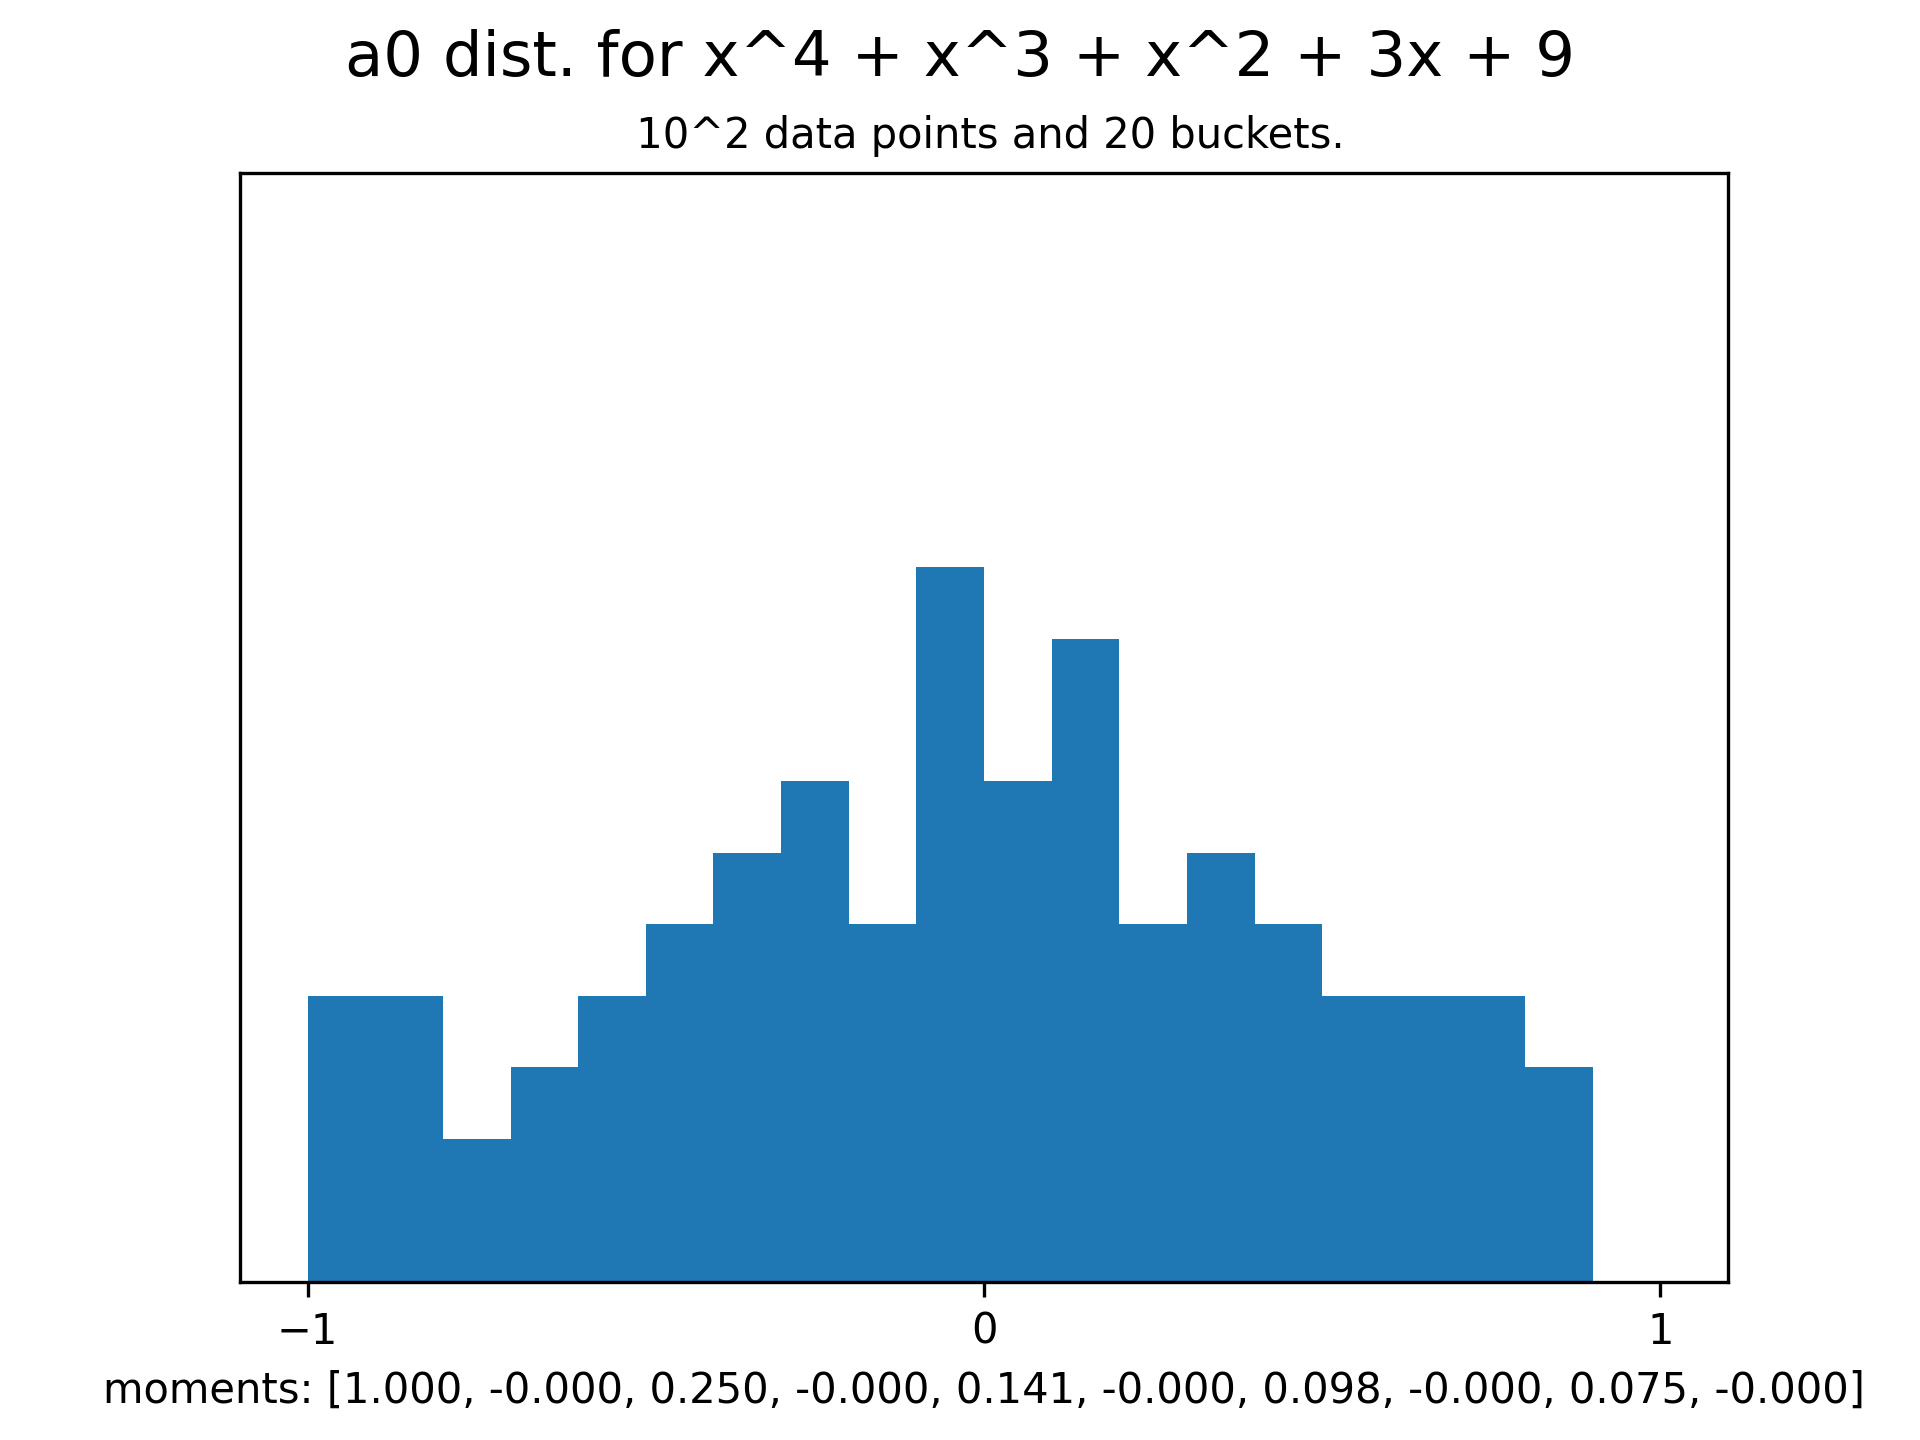 a0 dist. for x^4 + x^3 + x^2 + 3x + 9
10^2 data points and 20 buckets.
−1 0 1
moments: [1.000, -0.000, 0.250, -0.000, 0.141, -0.000, 0.098, -0.000, 0.075, -0.000]